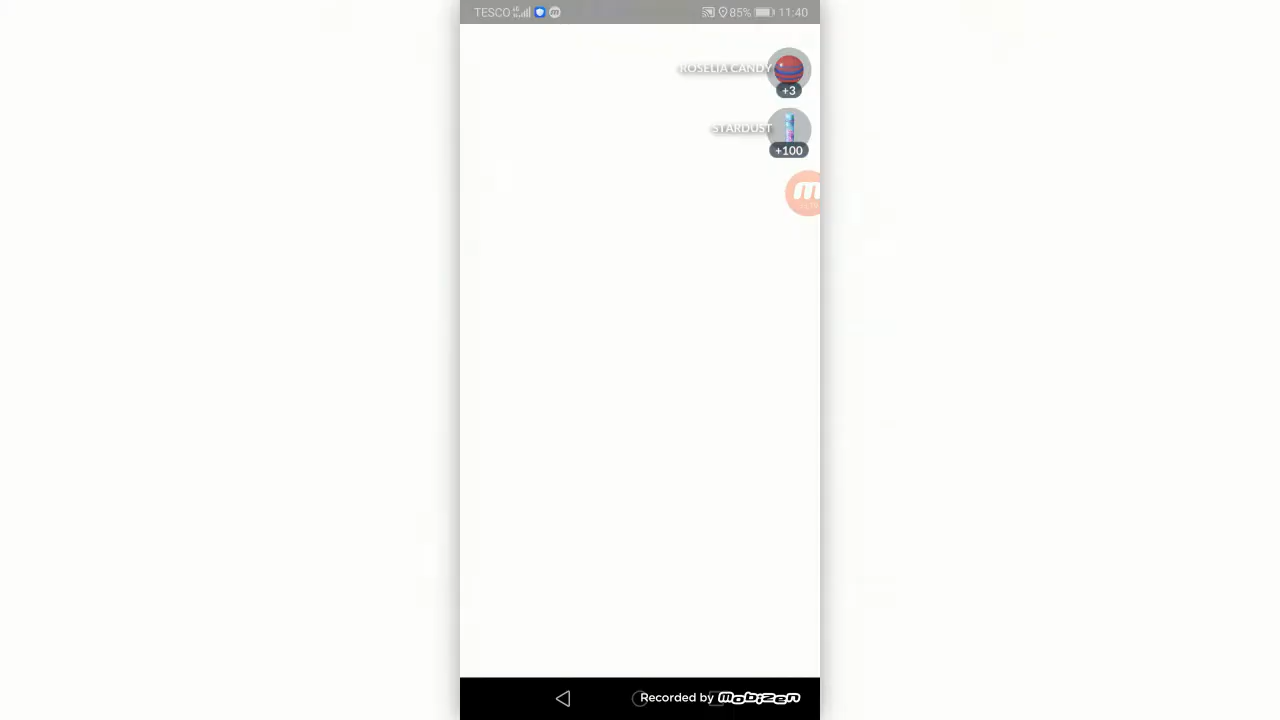 TESCO 85% 11:40
ROSELIA CANDY
+3
STARDUST
+100
m
Recorded by mobizen